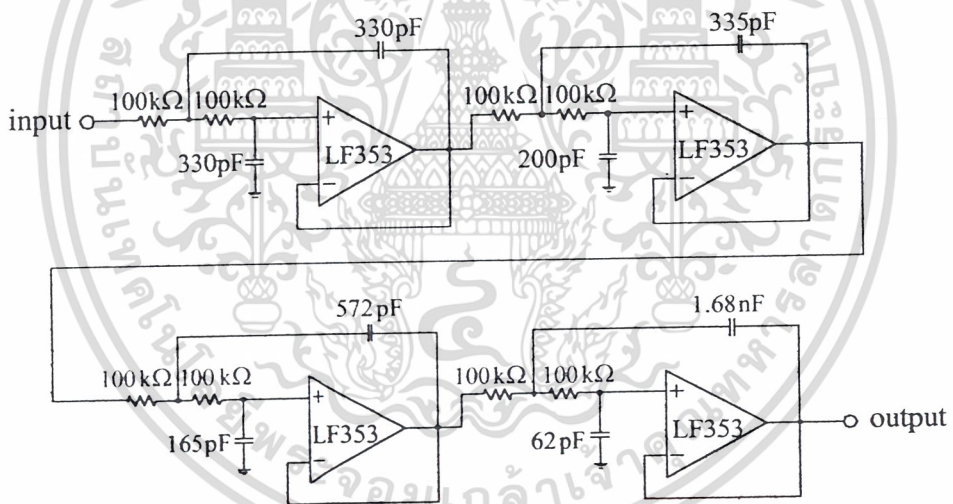 330pF
335pF
100kΩ 100kΩ
100kΩ 100kΩ
input
+
+
LF353
LF353
330pF
200pF
−
−
572pF
1.68nF
100kΩ 100kΩ
100kΩ 100kΩ
+
+
output
165pF
LF353
62pF
LF353
−
−